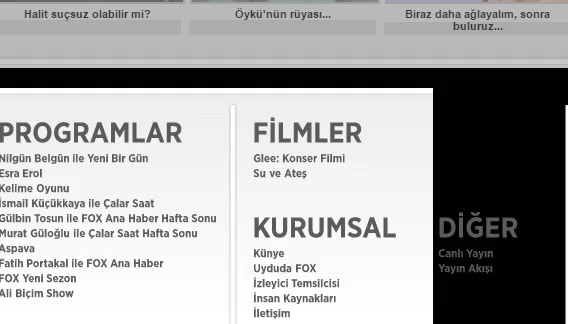 Halit suçsuz olabilir mi?
Öykü'nün rüyası...
Biraz daha ağlayalım, sonra
buluruz...
PROGRAMLAR
Nilgün Belgün ile Yeni Bir Gün
Esra Erol
Kelime Oyunu
İsmail Küçükkaya ile Çalar Saat
Gülbin Tosun ile FOX Ana Haber Hafta Sonu
Murat Güloğlu ile Çalar Saat Hafta Sonu
Aspava
Fatih Portakal ile FOX Ana Haber
FOX Yeni Sezon
Ali Biçim Show
FİLMLER
Glee: Konser Filmi
Su ve Ateş
KURUMSAL
Künye
Uyduda FOX
İzleyici Temsilcisi
İnsan Kaynakları
İletişim
DİĞER
Canlı Yayın
Yayın Akışı